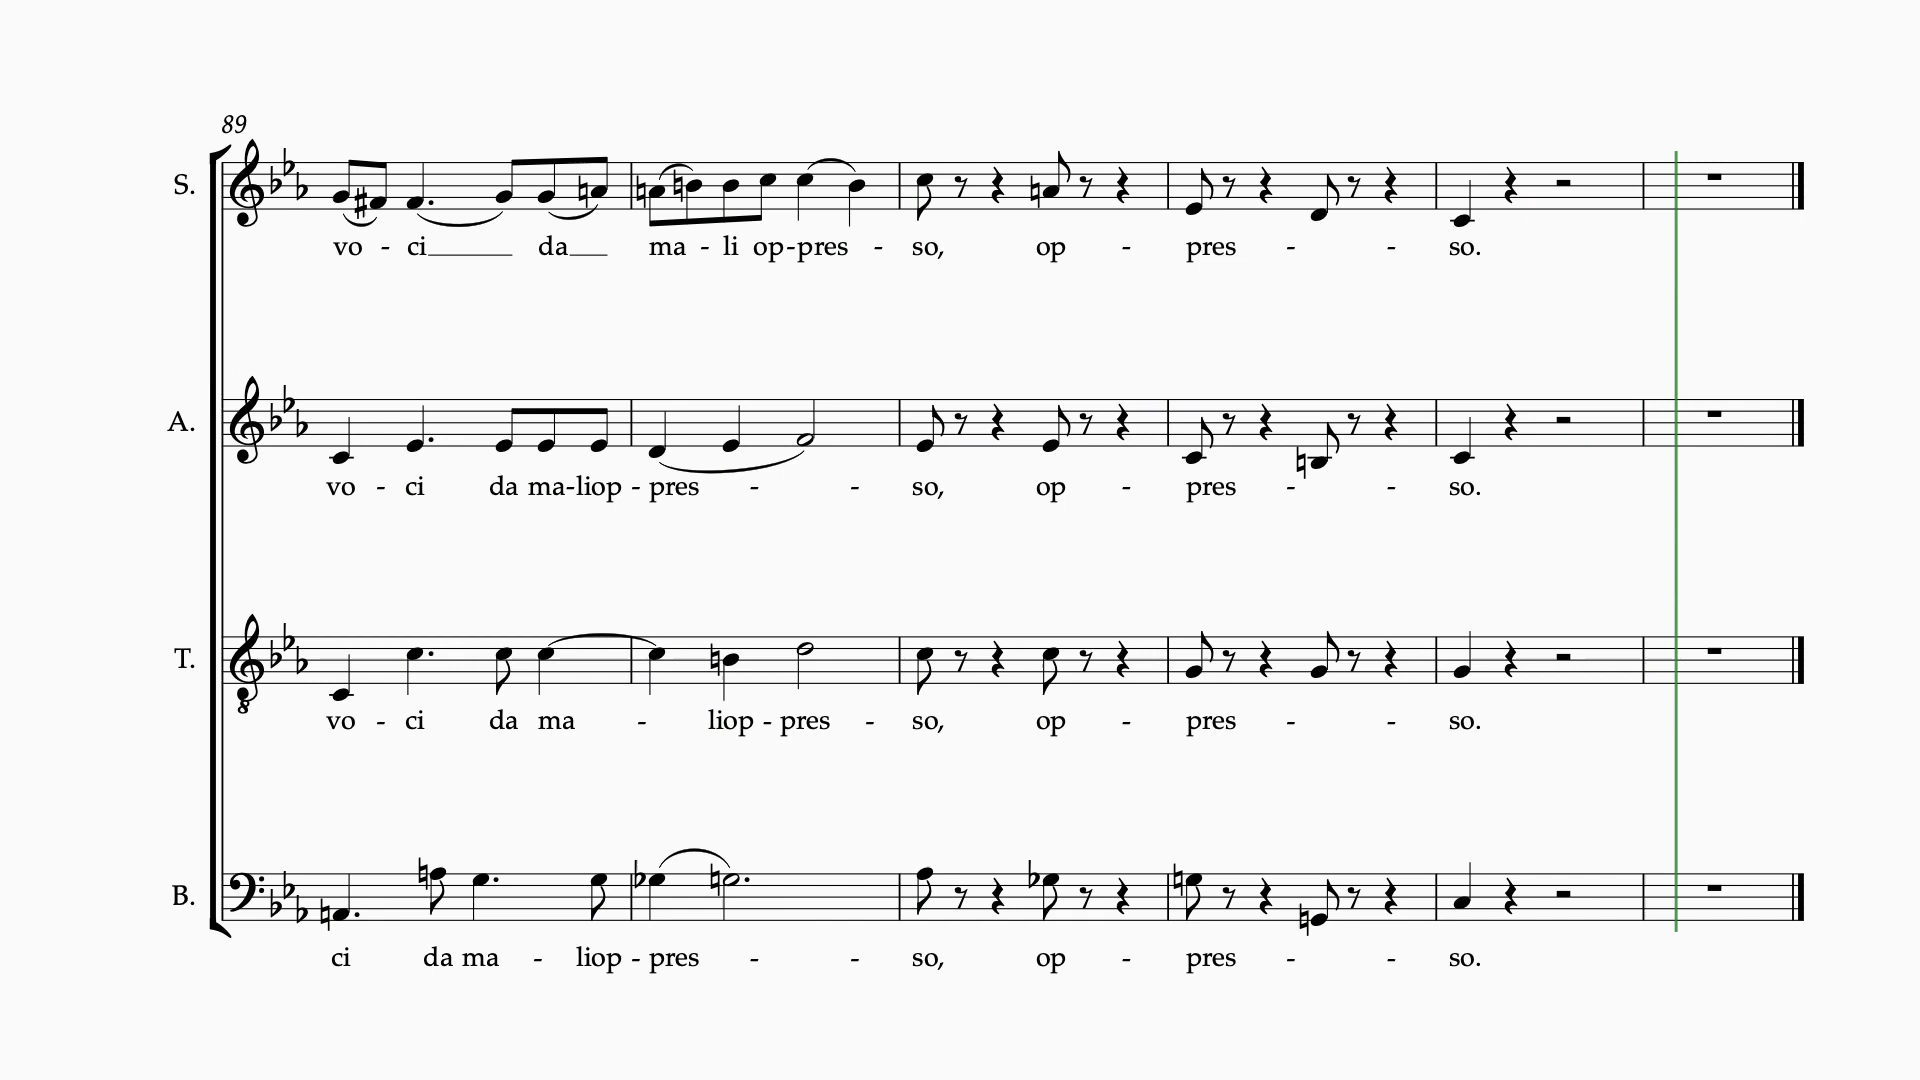 89
S.
vo - ci da ma - li op-pres - so, op - pres - - so.
A.
vo - ci da ma-liop - pres - - so, op - pres - - so.
T.
8
vo - ci da ma - liop - pres - so, op - pres - - so.
B.
ci da ma - liop - pres - - so, op - pres - - so.